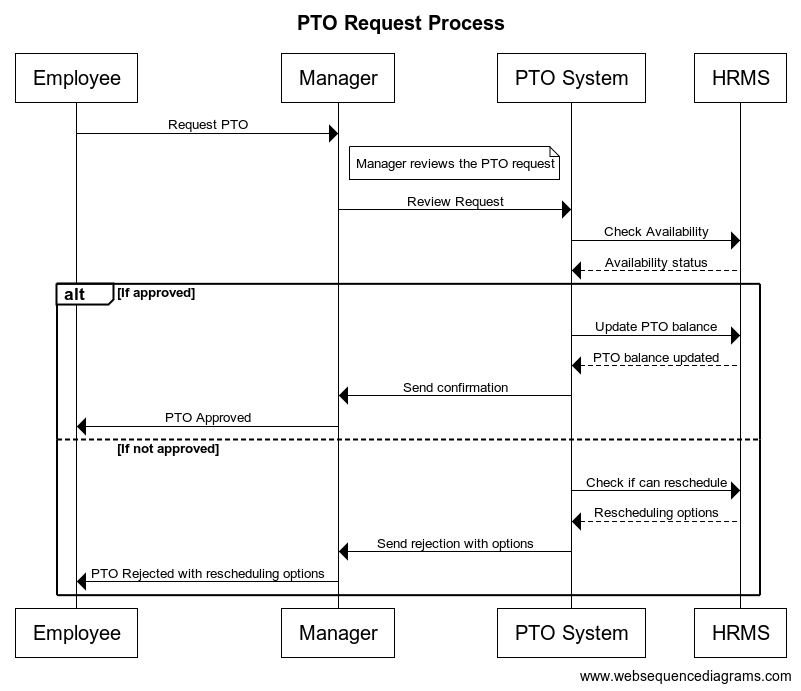 PTO Request Process
Employee
Manager
PTO System
HRMS
Request PTO
Manager reviews the PTO request
Review Request
Check Availability
Availability status
alt
[If approved]
Update PTO balance
PTO balance updated
Send confirmation
PTO Approved
[If not approved]
Check if can reschedule
Rescheduling options
Send rejection with options
PTO Rejected with rescheduling options
Employee
Manager
PTO System
HRMS
www.websequencediagrams.com